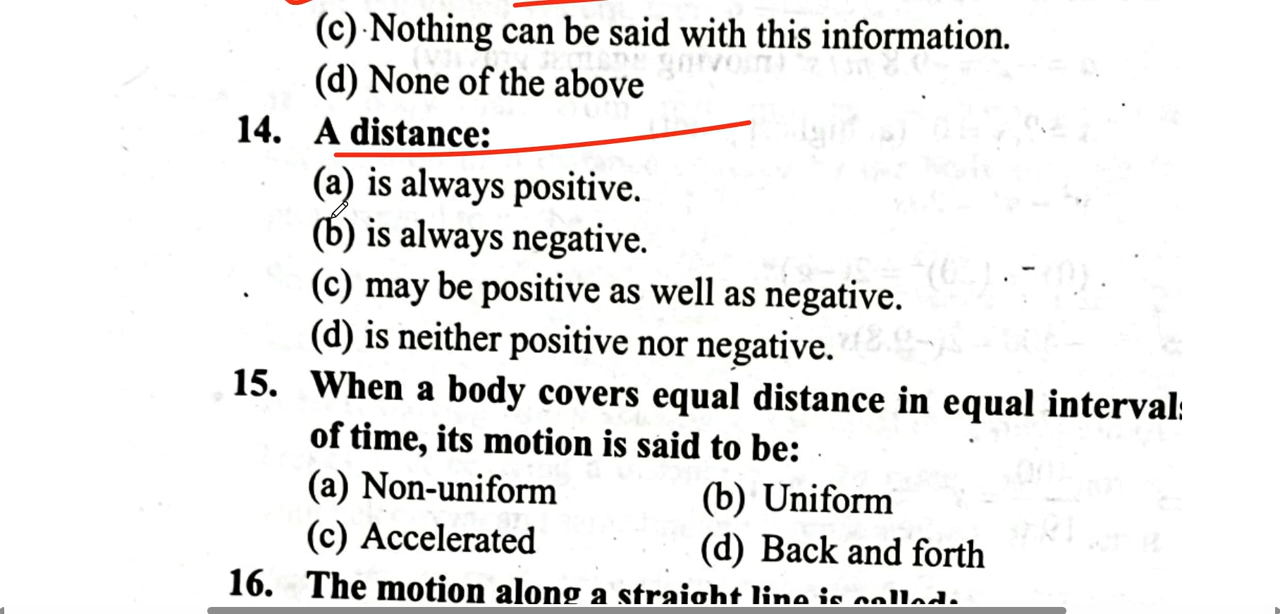 (c) Nothing can be said with this information.
(d) None of the above
14. A distance:
(a) is always positive.
(b) is always negative.
(c) may be positive as well as negative.
(d) is neither positive nor negative.
15. When a body covers equal distance in equal intervals
of time, its motion is said to be:
(a) Non-uniform (b) Uniform
(c) Accelerated (d) Back and forth
16. The motion along a straight line is called: